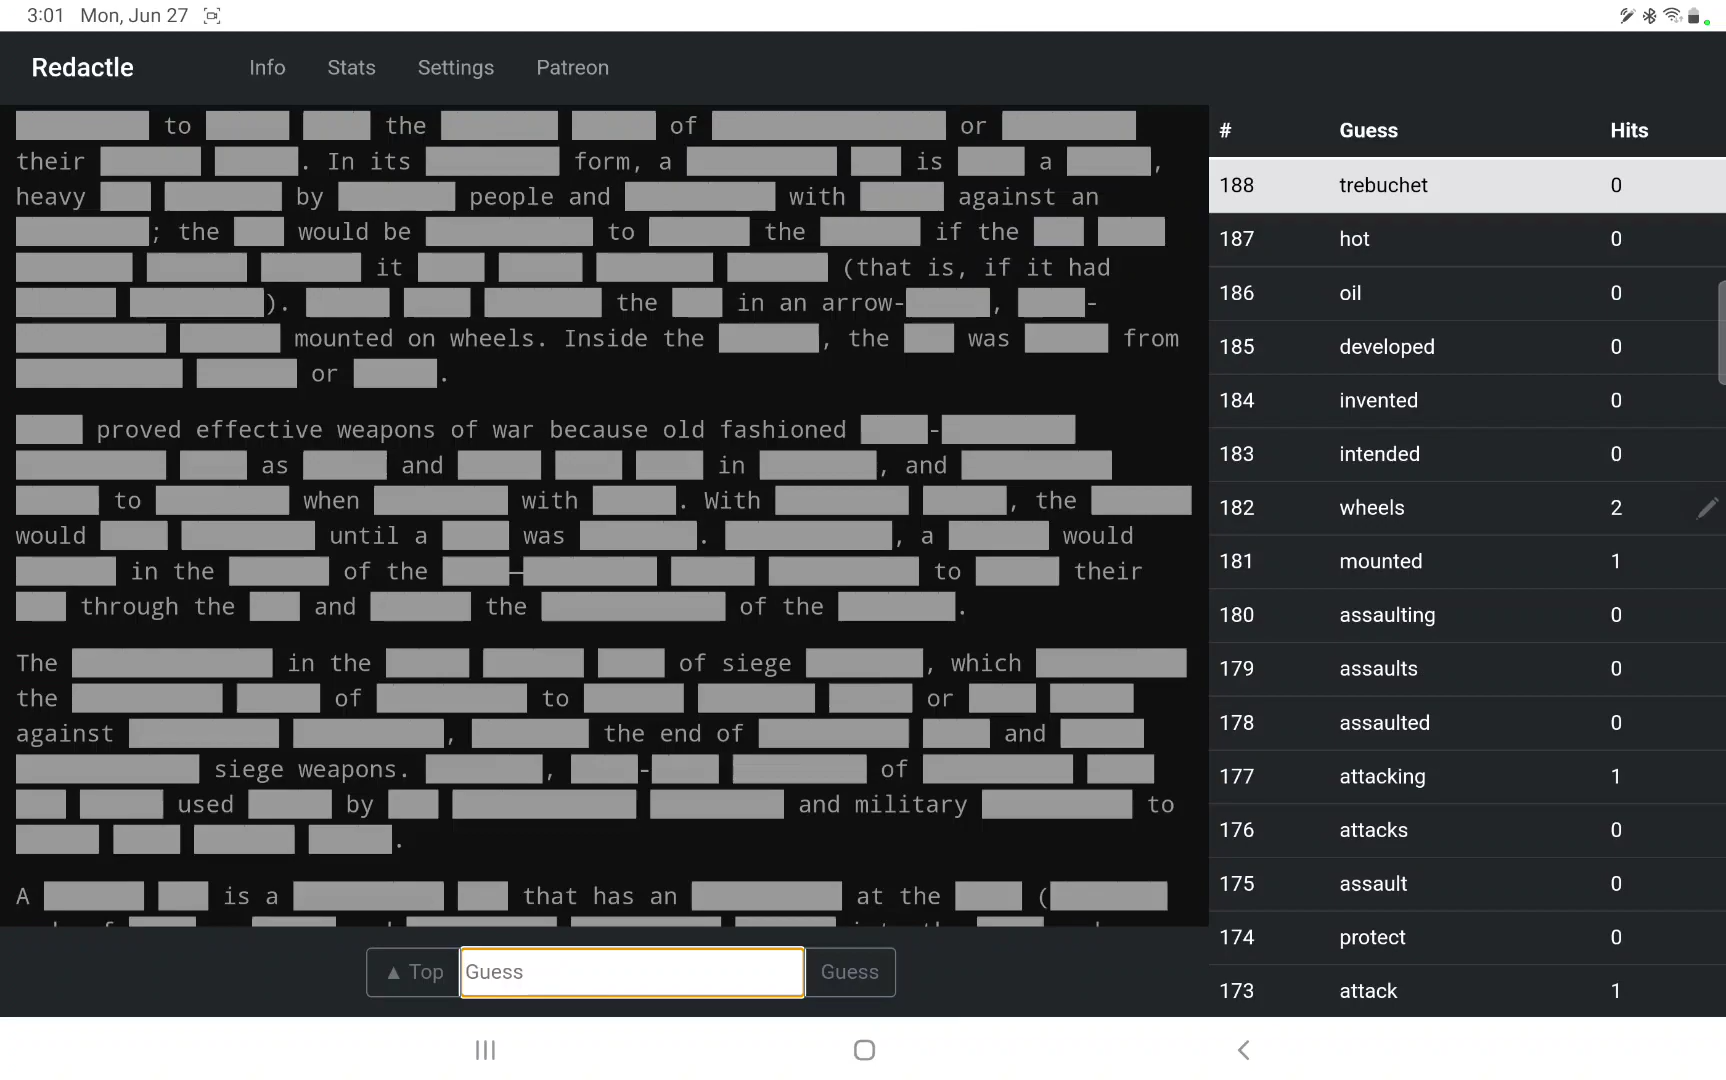 3:01 Mon, Jun 27
Redactle Info Stats Settings Patreon
to the of or
their . In its form, a is a ,
heavy by people and with against an
; the would be to the if the
it (that is, if it had
). the in an arrow- , -
mounted on wheels. Inside the , the was from
or .
proved effective weapons of war because old fashioned -
as and in , and
to when with . With , the
would until a was . , a would
in the of the — to their
through the and the of the .
The in the of siege , which
the of to or
against , the end of and
siege weapons. , - of
used by and military to
.
A is a that has an at the (
▲ Top Guess Guess
# Guess Hits
188 trebuchet 0
187 hot 0
186 oil 0
185 developed 0
184 invented 0
183 intended 0
182 wheels 2
181 mounted 1
180 assaulting 0
179 assaults 0
178 assaulted 0
177 attacking 1
176 attacks 0
175 assault 0
174 protect 0
173 attack 1